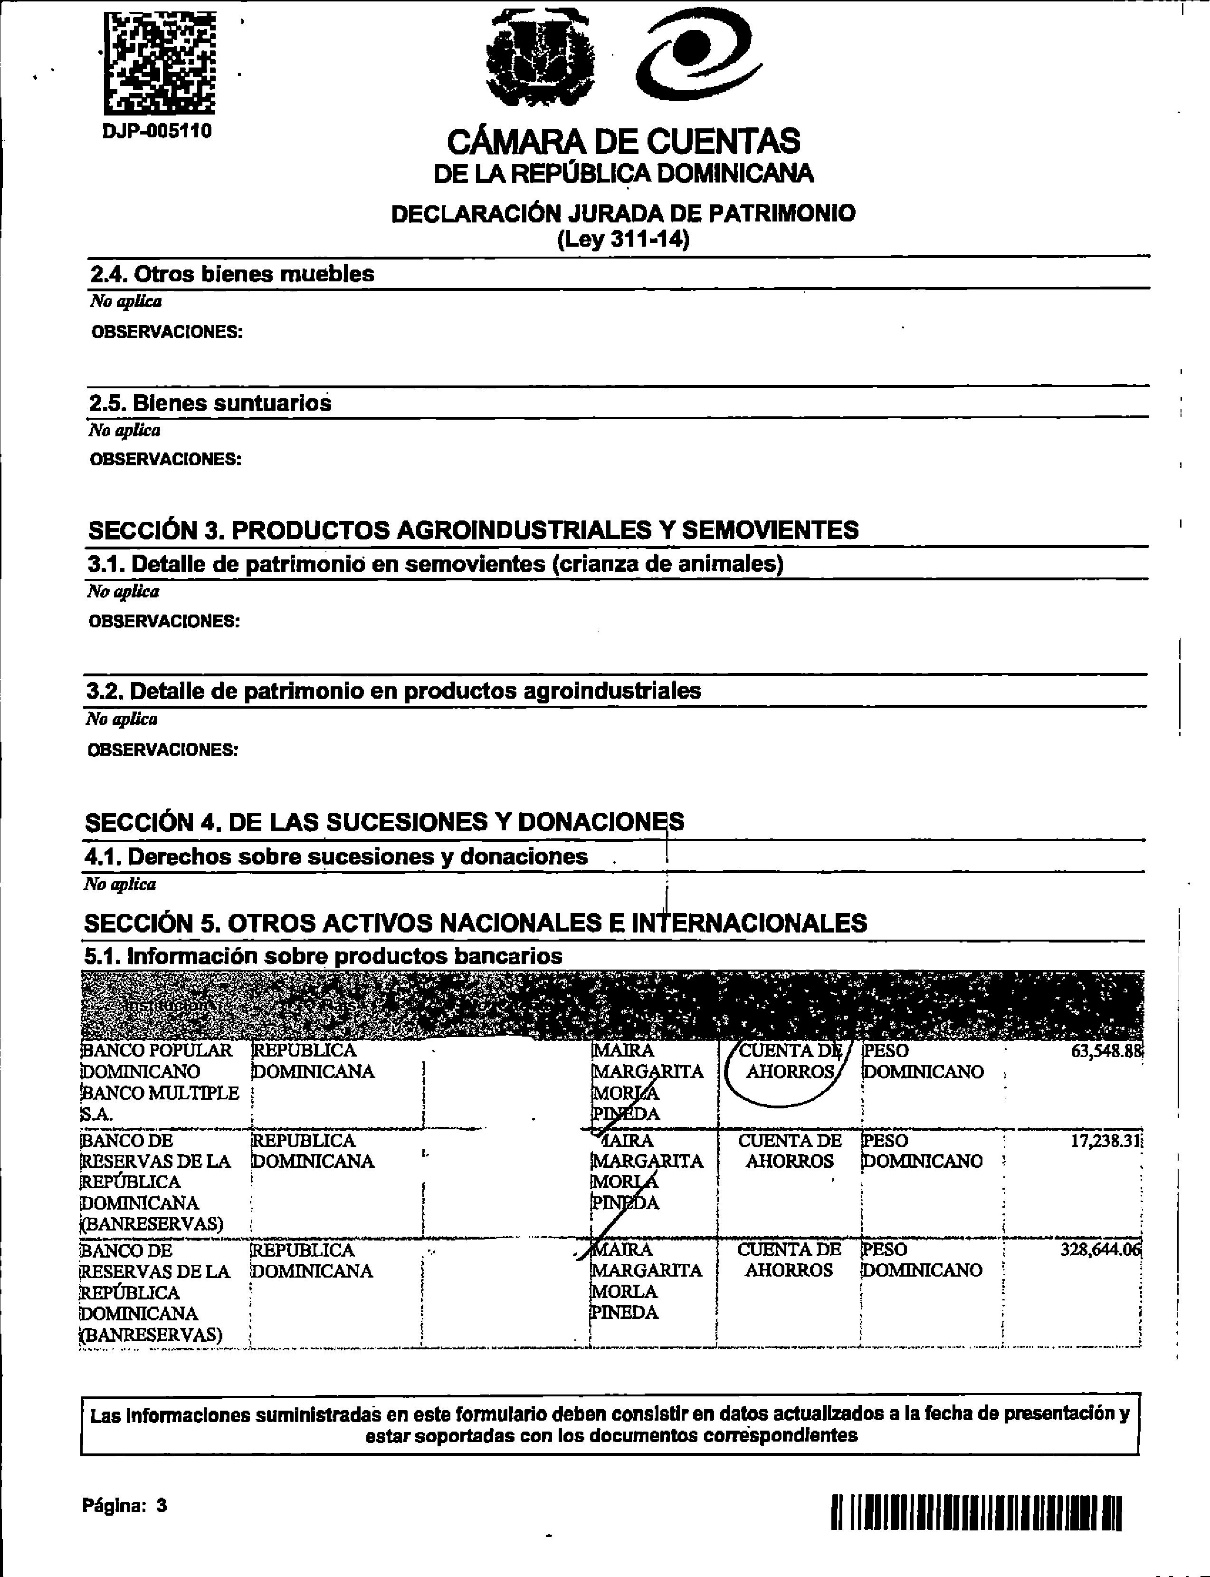 DJP-005110
CÁMARA DE CUENTAS
DE LA REPÚBLICA DOMINICANA
DECLARACIÓN JURADA DE PATRIMONIO
(Ley 311-14)
2.4. Otros bienes muebles
No aplica
OBSERVACIONES:
2.5. Bienes suntuarios
No aplica
OBSERVACIONES:
SECCIÓN 3. PRODUCTOS AGROINDUSTRIALES Y SEMOVIENTES
3.1. Detalle de patrimonio en semovientes (crianza de animales)
No aplica
OBSERVACIONES:
3.2. Detalle de patrimonio en productos agroindustriales
No aplica
OBSERVACIONES:
SECCIÓN 4. DE LAS SUCESIONES Y DONACIONES
4.1. Derechos sobre sucesiones y donaciones
No aplica
SECCIÓN 5. OTROS ACTIVOS NACIONALES E INTERNACIONALES
5.1. Información sobre productos bancarios
BANCO POPULAR REPUBLICA MAIRA CUENTA DE PESO 63,548.88
DOMINICANO DOMINICANA MARGARITA AHORROS DOMINICANO
BANCO MULTIPLE MORLA
S.A. PINEDA
BANCO DE REPUBLICA MAIRA CUENTA DE PESO 17,238.31
RESERVAS DE LA DOMINICANA MARGARITA AHORROS DOMINICANO
REPÚBLICA MORLA
DOMINICANA PINEDA
(BANRESERVAS)
BANCO DE REPUBLICA MAIRA CUENTA DE PESO 328,644.06
RESERVAS DE LA DOMINICANA MARGARITA AHORROS DOMINICANO
REPÚBLICA MORLA
DOMINICANA PINEDA
(BANRESERVAS)
Las informaciones suministradas en este formulario deben consistir en datos actualizados a la fecha de presentación y
estar soportadas con los documentos correspondientes
Página: 3